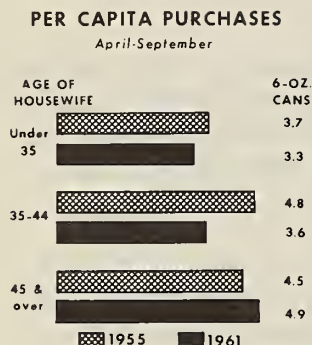 PER CAPITA PURCHASES
April-September
AGE OF HOUSEWIFE
6-OZ. CANS
Under 35
3.7
3.3
35-44
4.8
3.6
45 & over
4.5
4.9
1955 1961